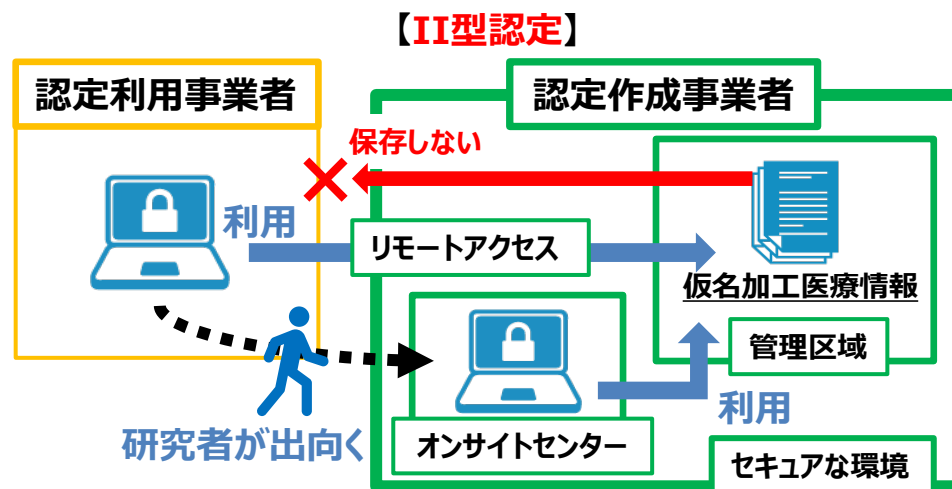 【II型認定】
認定利用事業者
認定作成事業者
保存しない
利用
リモートアクセス
仮名加工医療情報
管理区域
利用
研究者が出向く
オンサイトセンター
セキュアな環境